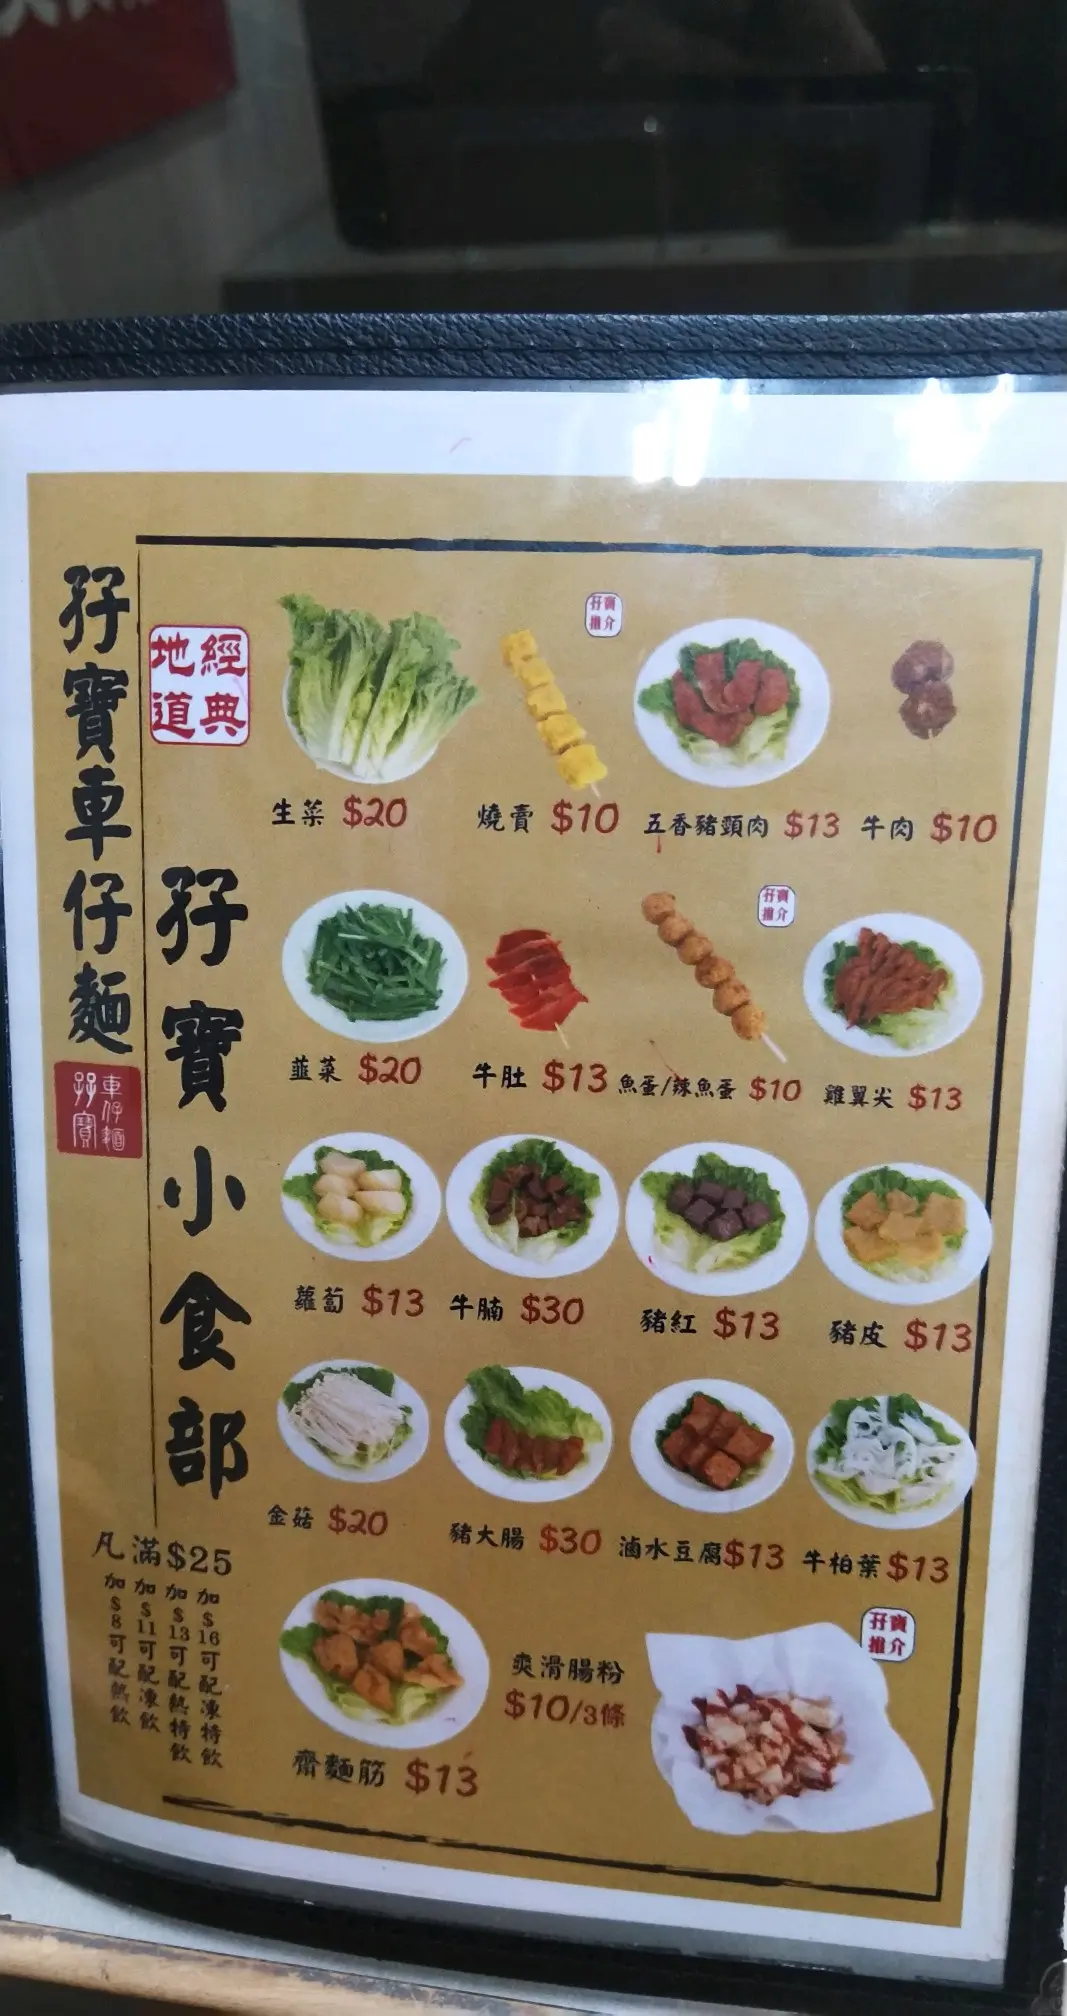 孖寶車仔麵
孖寶
車仔麵
經典
地道
孖寶小食部
生菜 $20
燒賣 $10
孖寶
推介
五香豬頸肉 $13
牛肉 $10
韮菜 $20
牛肚 $13
魚蛋/辣魚蛋 $10
孖寶
推介
雞翼尖 $13
蘿蔔 $13
牛腩 $30
豬紅 $13
豬皮 $13
金菇 $20
豬大腸 $30
滷水豆腐$13
牛柏葉$13
齋麵筋 $13
爽滑腸粉
$10/3條
孖寶
推介
凡滿$25
加$8可配熱飲
加$11可配凍飲
加$13可配熱特飲
加$16可配凍特飲